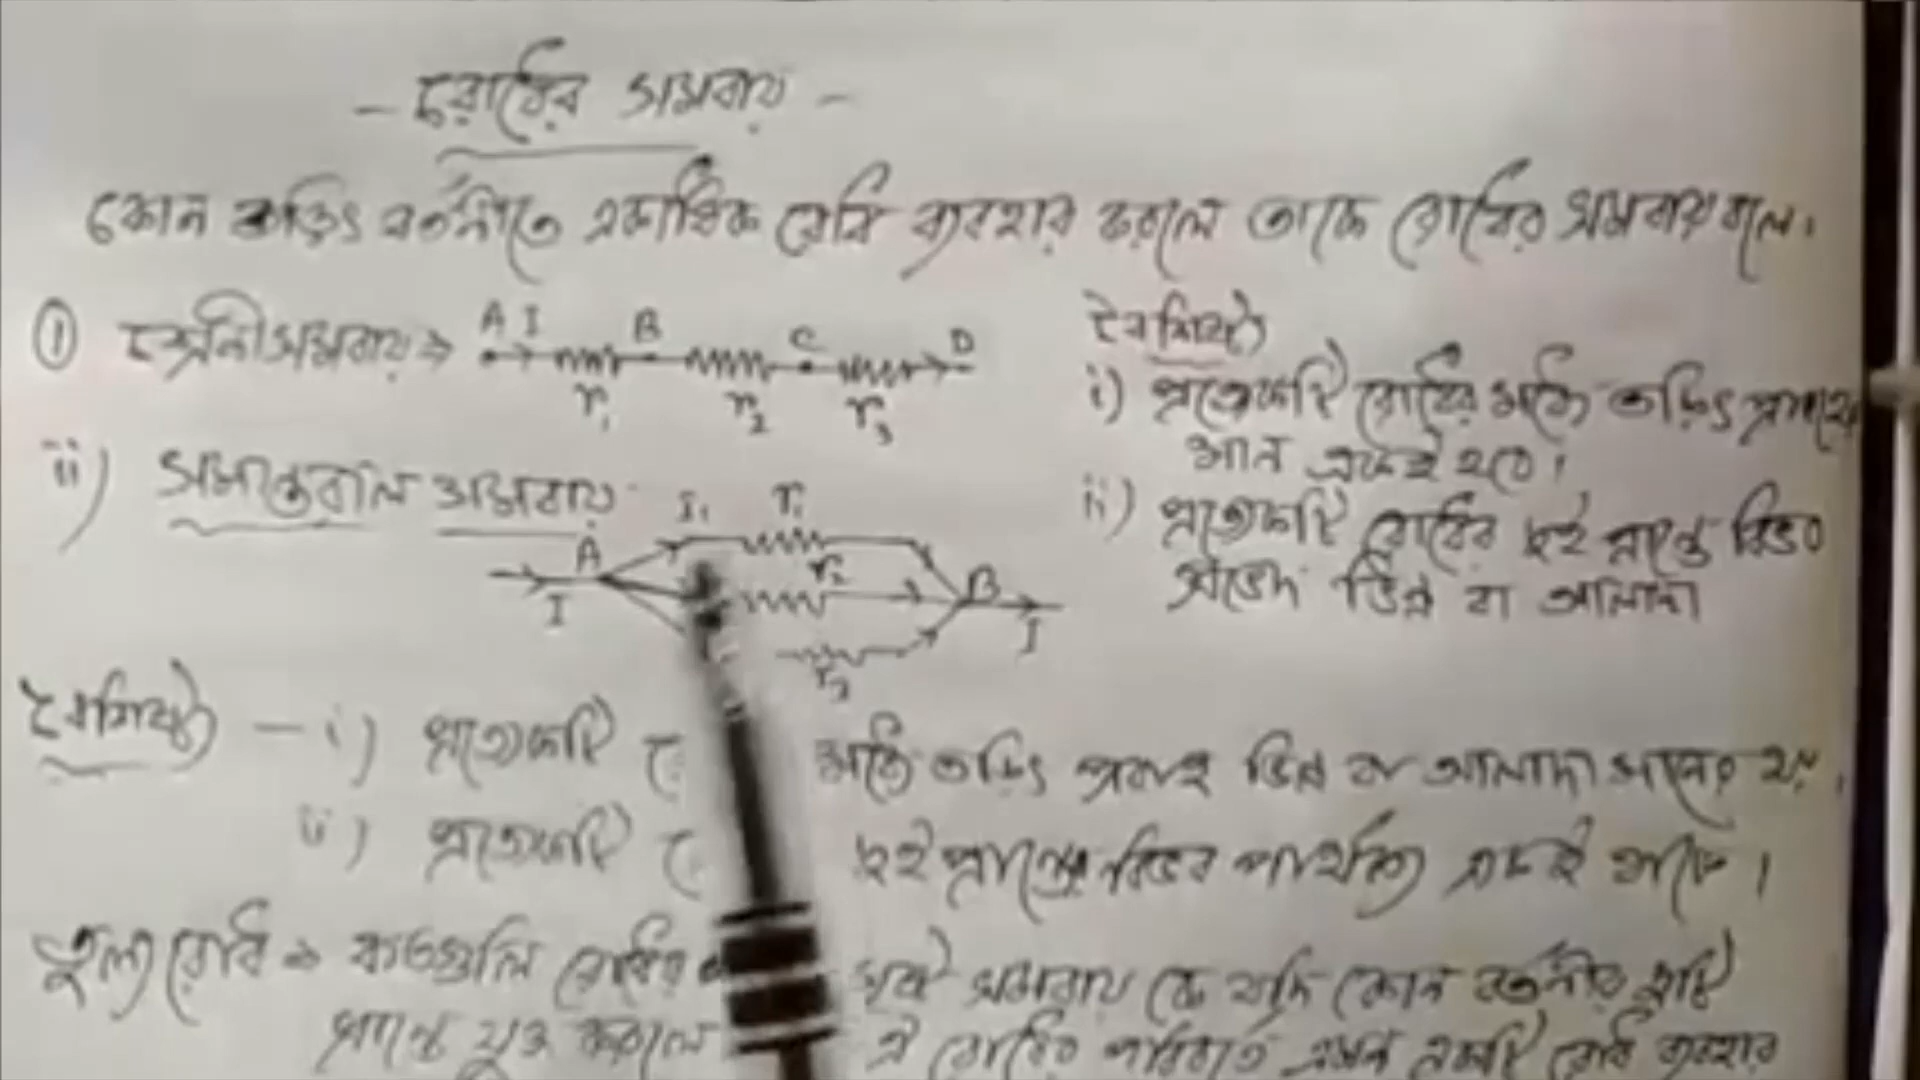 - রোধের সমবায় -
কোন তড়িৎ বর্তনীতে একাধিক রোধ ব্যবহার করলে তাকে রোধের সমবায় বলে।
① শ্রেণী সমবায় ⇒ A I B C D
r₁ r₂ r₃
বৈশিষ্ট্য
i) প্রত্যেকটি রোধের মধ্যে তড়িৎ প্রবাহের
মান একই হবে।
ii) প্রত্যেকটি রোধের দুই প্রান্তে বিভব
প্রভেদ ভিন্ন বা আলাদা
ii) সমান্তরাল সমবায়
I₁ r₁
A r₂ B
I I
r₃
বৈশিষ্ট্য - i) প্রত্যেকটি মধ্যে তড়িৎ প্রবাহ ভিন্ন বা আলাদা মানের হয়।
ii) প্রত্যেকটি দুই প্রান্তের বিভব পার্থক্য একই থাকে।
তুল্য রোধ ⇒ কতগুলি রোধের সমবায় কে যদি কোন বর্তনীর দুটি
প্রান্তে যুক্ত করলে ঐ রোধের পরিবর্তে এমন একটি রোধ ব্যবহার